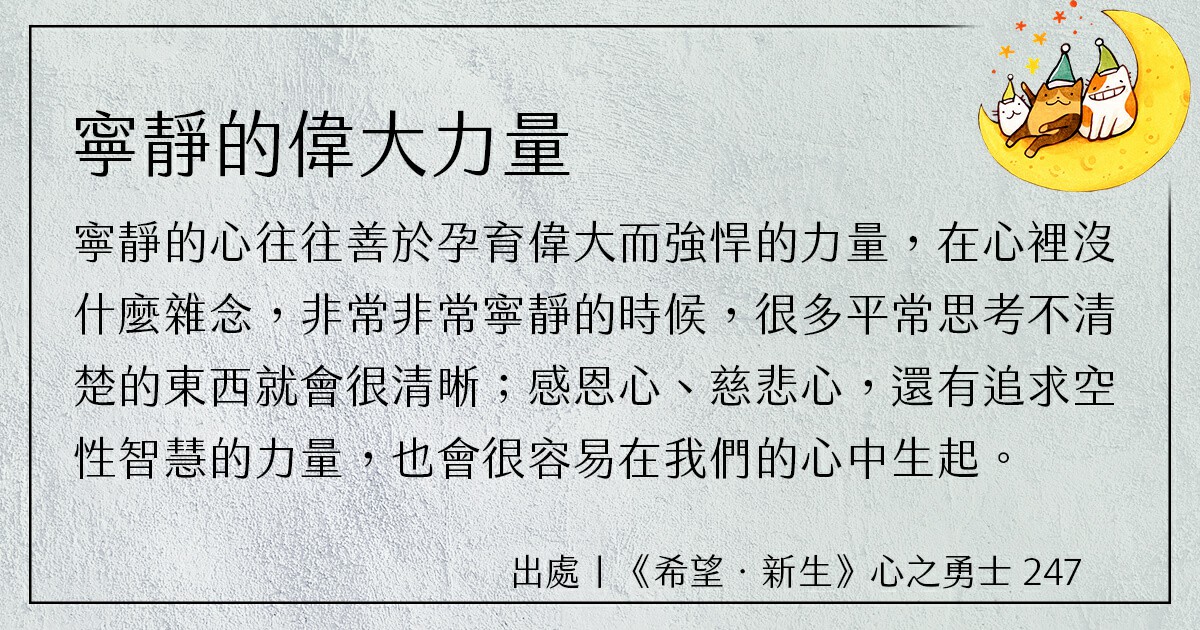 寧靜的偉大力量
寧靜的心往往善於孕育偉大而強悍的力量，在心裡沒
什麼雜念，非常非常寧靜的時候，很多平常思考不清
楚的東西就會很清晰；感恩心、慈悲心，還有追求空
性智慧的力量，也會很容易在我們的心中生起。
出處丨《希望．新生》心之勇士 247